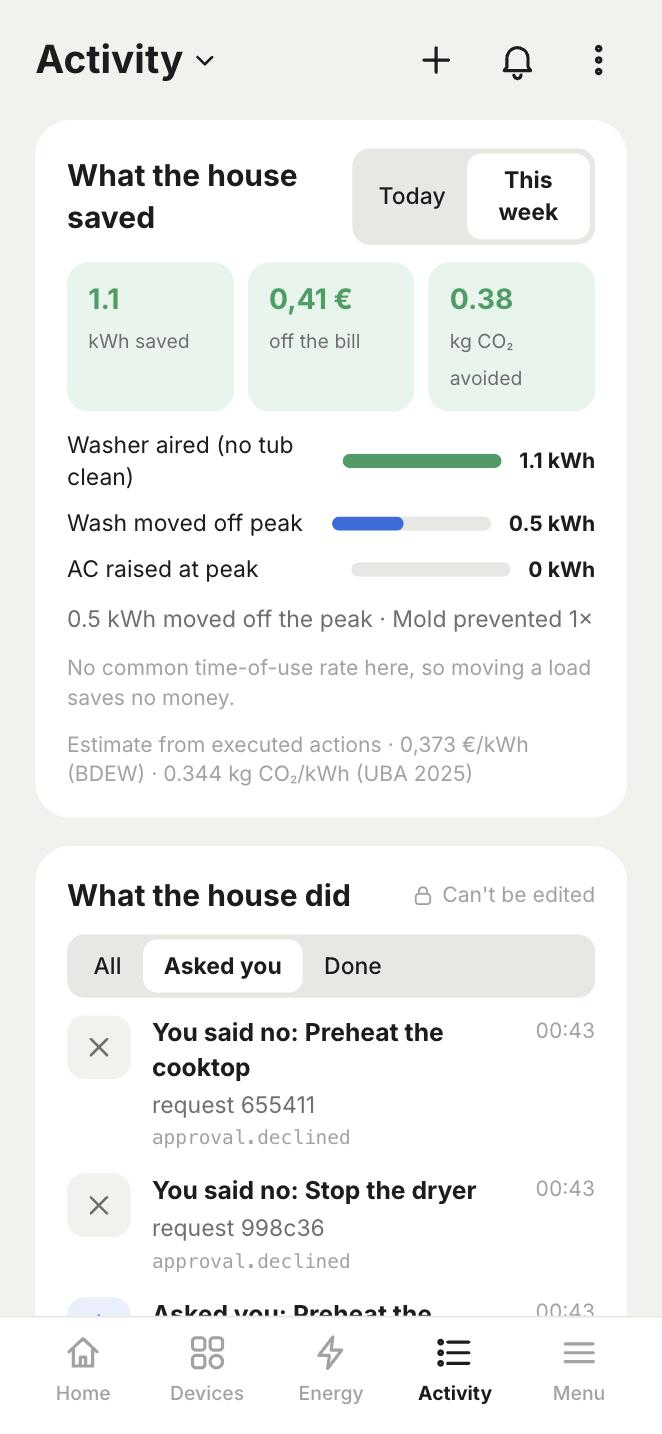 Activity
What the house
saved
Today
This
week
1.1
kWh saved
0,41 €
off the bill
0.38
kg CO₂
avoided
Washer aired (no tub
clean)
1.1 kWh
Wash moved off peak
0.5 kWh
AC raised at peak
0 kWh
0.5 kWh moved off the peak · Mold prevented 1×
No common time-of-use rate here, so moving a load
saves no money.
Estimate from executed actions · 0,373 €/kWh
(BDEW) · 0.344 kg CO₂/kWh (UBA 2025)
What the house did
Can't be edited
All
Asked you
Done
You said no: Preheat the
cooktop
00:43
request 655411
approval.declined
You said no: Stop the dryer
00:43
request 998c36
approval.declined
Asked you: Preheat the
00:43
Home
Devices
Energy
Activity
Menu